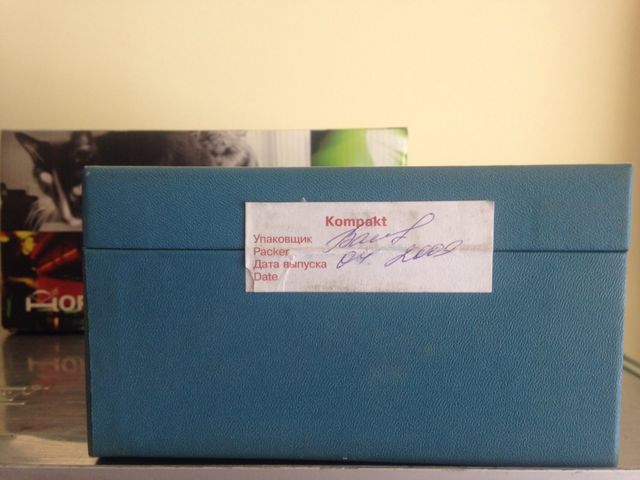 Kompakt
Упаковщик
Packer
Дата выпуска 04 2009
Date